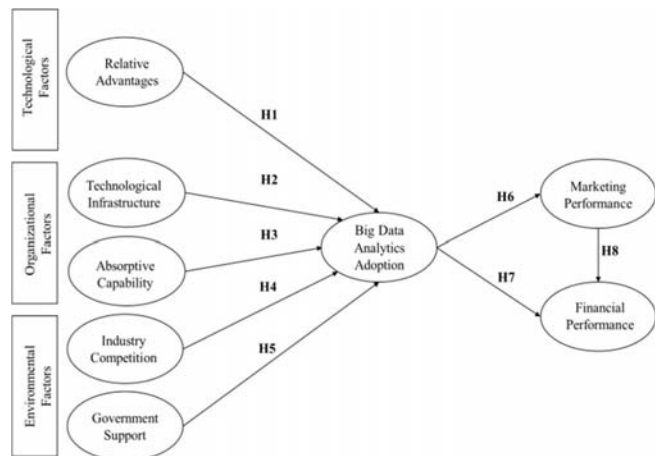 Technological
Factors
Relative
Advantages
H1
Organizational
Factors
Technological
Infrastructure
H2
Absorptive
Capability
H3
Environmental
Factors
Industry
Competition
H4
Government
Support
H5
Big Data
Analytics
Adoption
H6
Marketing
Performance
H7
H8
Financial
Performance